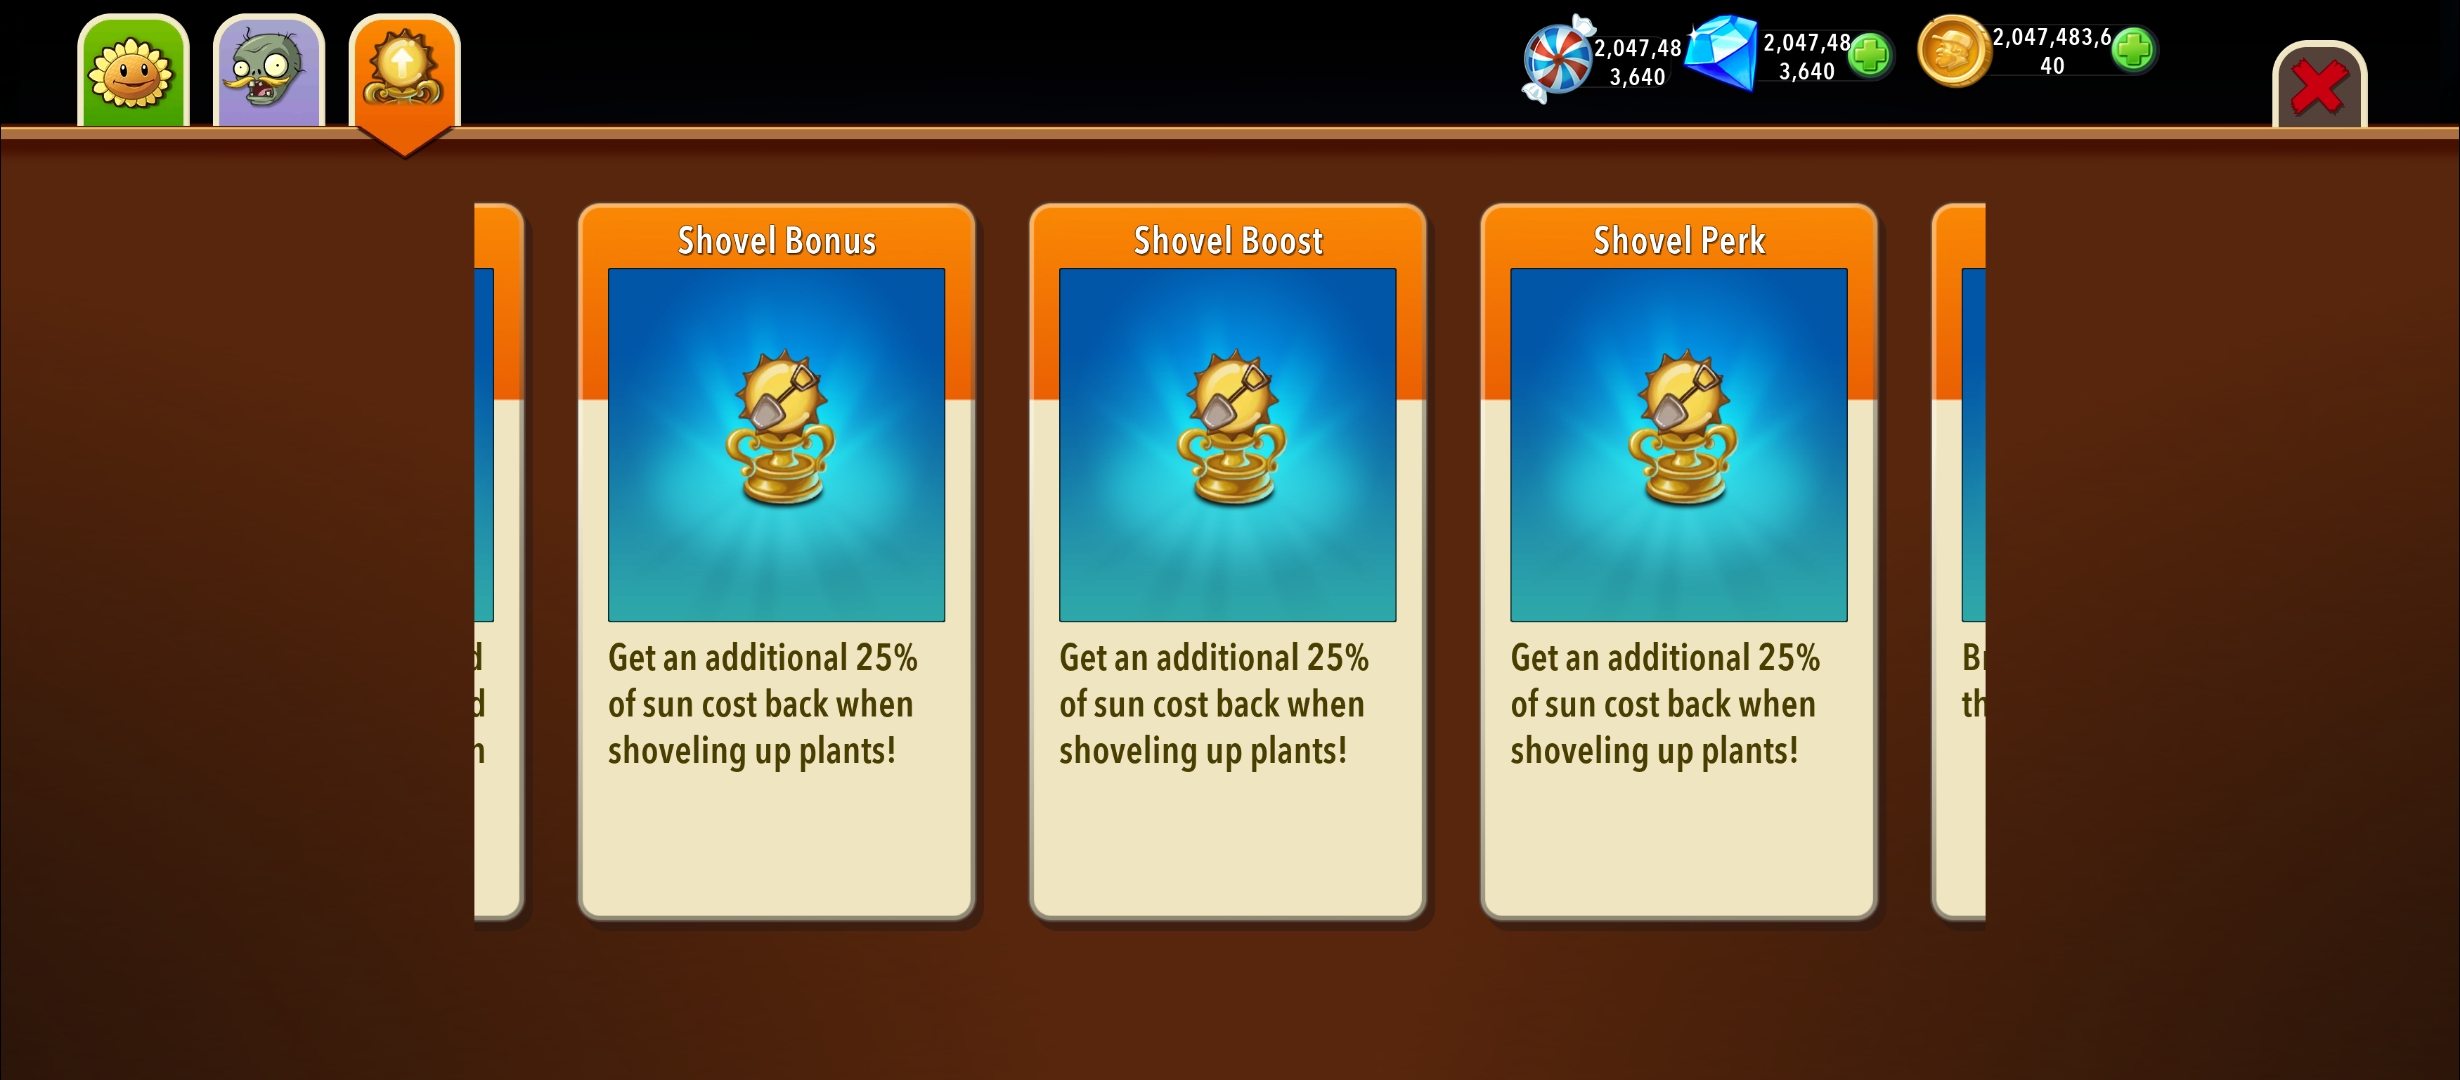 2,047,48
3,640
2,047,48
3,640
2,047,483,6
40
Shovel Bonus
Get an additional 25%
of sun cost back when
shoveling up plants!
Shovel Boost
Get an additional 25%
of sun cost back when
shoveling up plants!
Shovel Perk
Get an additional 25%
of sun cost back when
shoveling up plants!